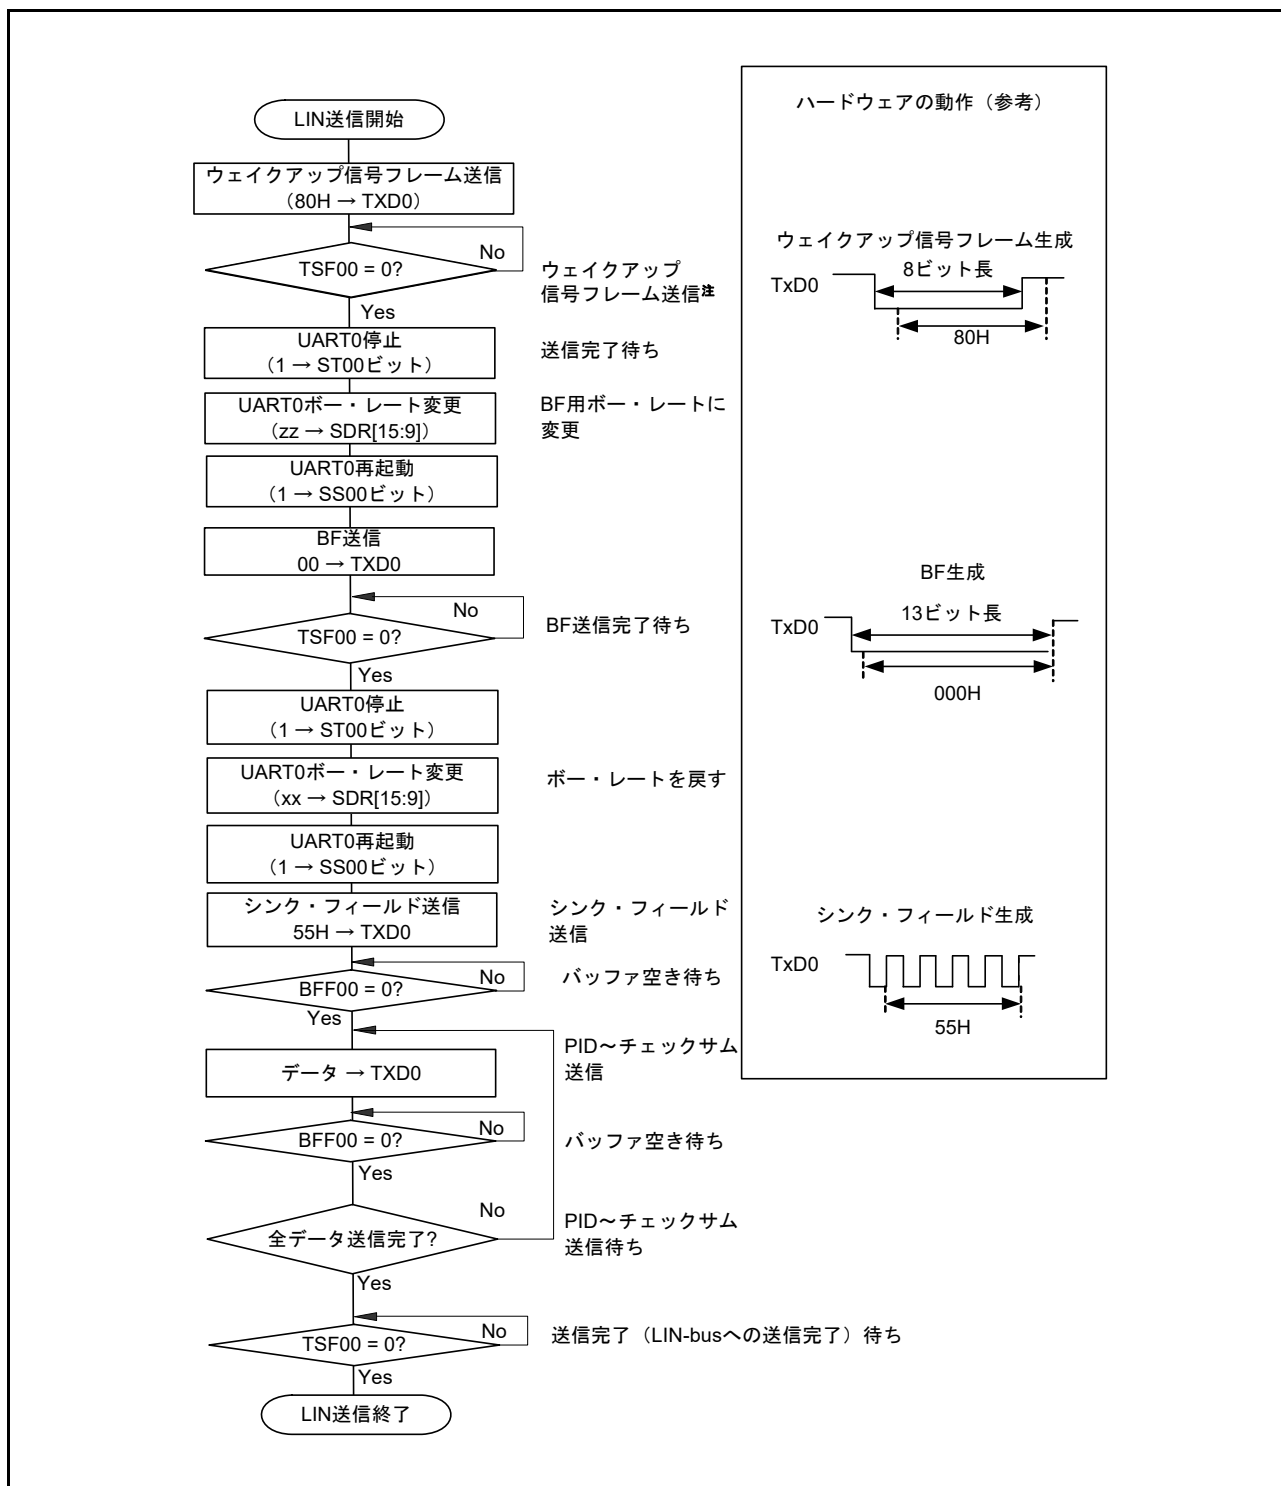 LIN送信開始
ウェイクアップ信号フレーム送信
（80H → TXD0）
No
TSF00 = 0?
ウェイクアップ
信号フレーム送信注
Yes
UART0停止
（1 → ST00ビット）
送信完了待ち
UART0ボー・レート変更
（zz → SDR[15:9]）
BF用ボー・レートに
変更
UART0再起動
（1 → SS00ビット）
BF送信
00 → TXD0
No
TSF00 = 0?
BF送信完了待ち
Yes
UART0停止
（1 → ST00ビット）
UART0ボー・レート変更
（xx → SDR[15:9]）
ボー・レートを戻す
UART0再起動
（1 → SS00ビット）
シンク・フィールド送信
55H → TXD0
シンク・フィールド
送信
No
BFF00 = 0?
バッファ空き待ち
Yes
データ → TXD0
PID～チェックサム
送信
No
BFF00 = 0?
バッファ空き待ち
Yes
No
全データ送信完了?
PID～チェックサム
送信待ち
Yes
No
TSF00 = 0?
送信完了（LIN-busへの送信完了）待ち
Yes
LIN送信終了
ハードウェアの動作（参考）
ウェイクアップ信号フレーム生成
TxD0
8ビット長
80H
BF生成
TxD0
13ビット長
000H
シンク・フィールド生成
TxD0
55H